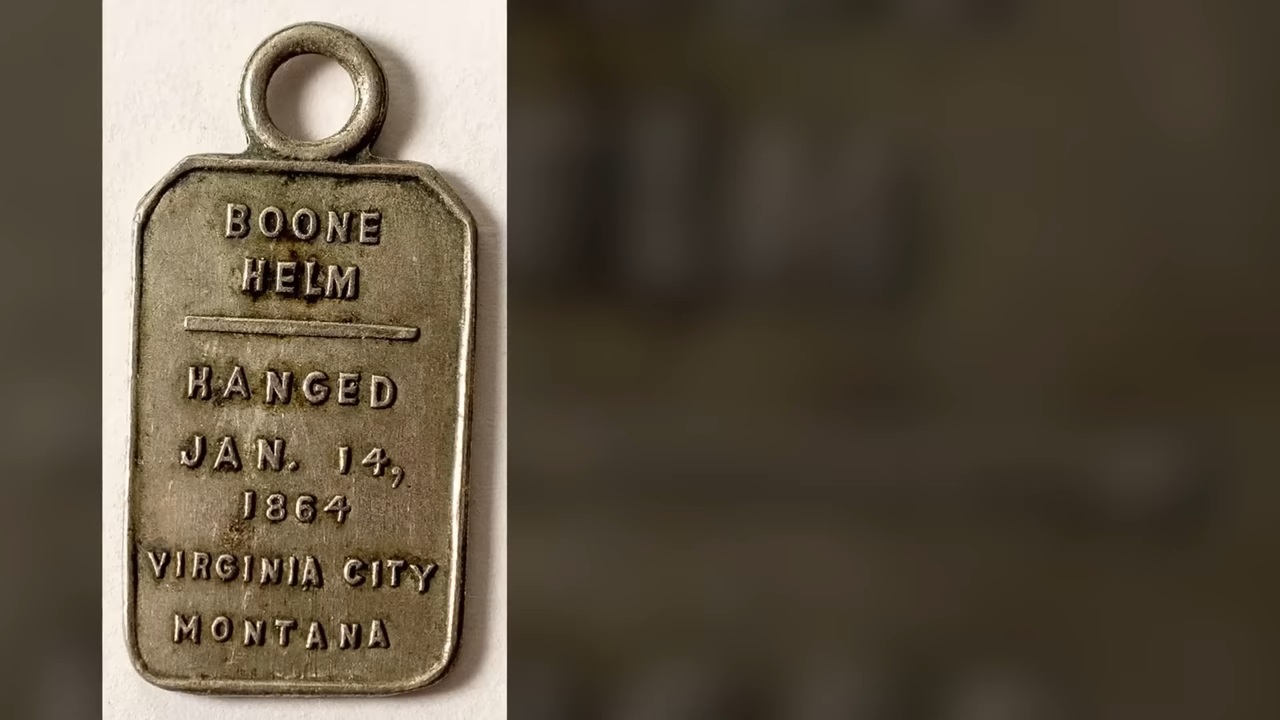 BOONE
HELM
HANGED
JAN. 14,
1864
VIRGINIA CITY
MONTANA